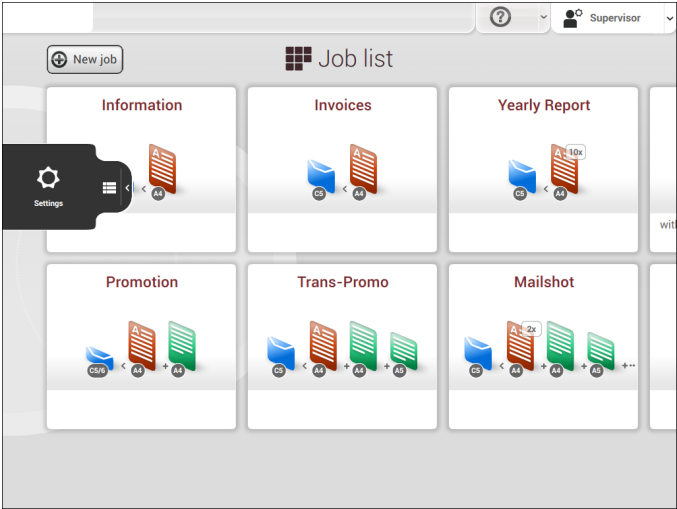 Supervisor
New job
Job list
Information
Invoices
Yearly Report
A
A4
A
C5
A4
A
10x
C5
A4
Settings
Promotion
Trans-Promo
Mailshot
A
C5/6
A4
+
A4
A
C5
A4
+
A4
+
A5
A
2x
C5
A4
+
A4
+
A5
+